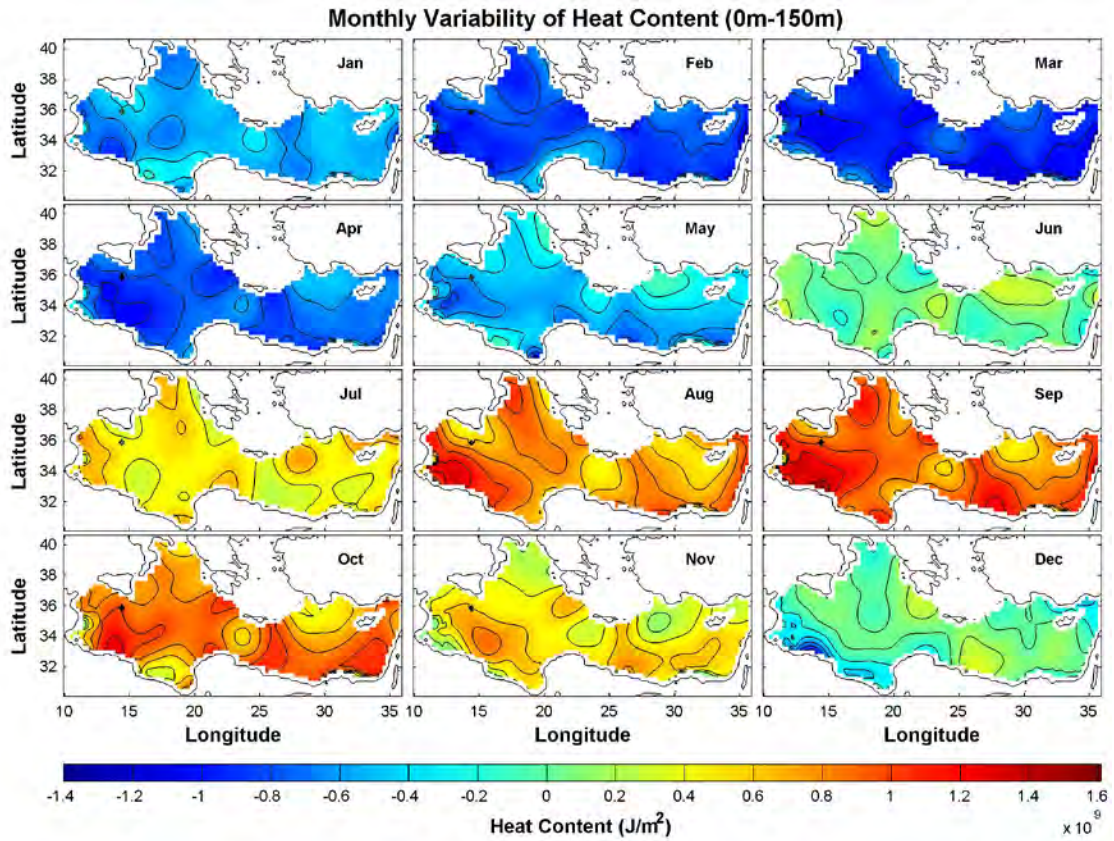 Monthly Variability of Heat Content (0m-150m)
40
38
36
34
32
Latitude
Jan
Feb
Mar
40
38
36
34
32
Latitude
Apr
May
Jun
40
38
36
34
32
Latitude
Jul
Aug
Sep
40
38
36
34
32
Latitude
Oct
Nov
Dec
10 15 20 25 30 35 10 15 20 25 30 35 10 15 20 25 30 35
Longitude Longitude Longitude
-1.4 -1.2 -1 -0.8 -0.6 -0.4 -0.2 0 0.2 0.4 0.6 0.8 1 1.2 1.4 1.6
Heat Content (J/m²)
x 10⁹